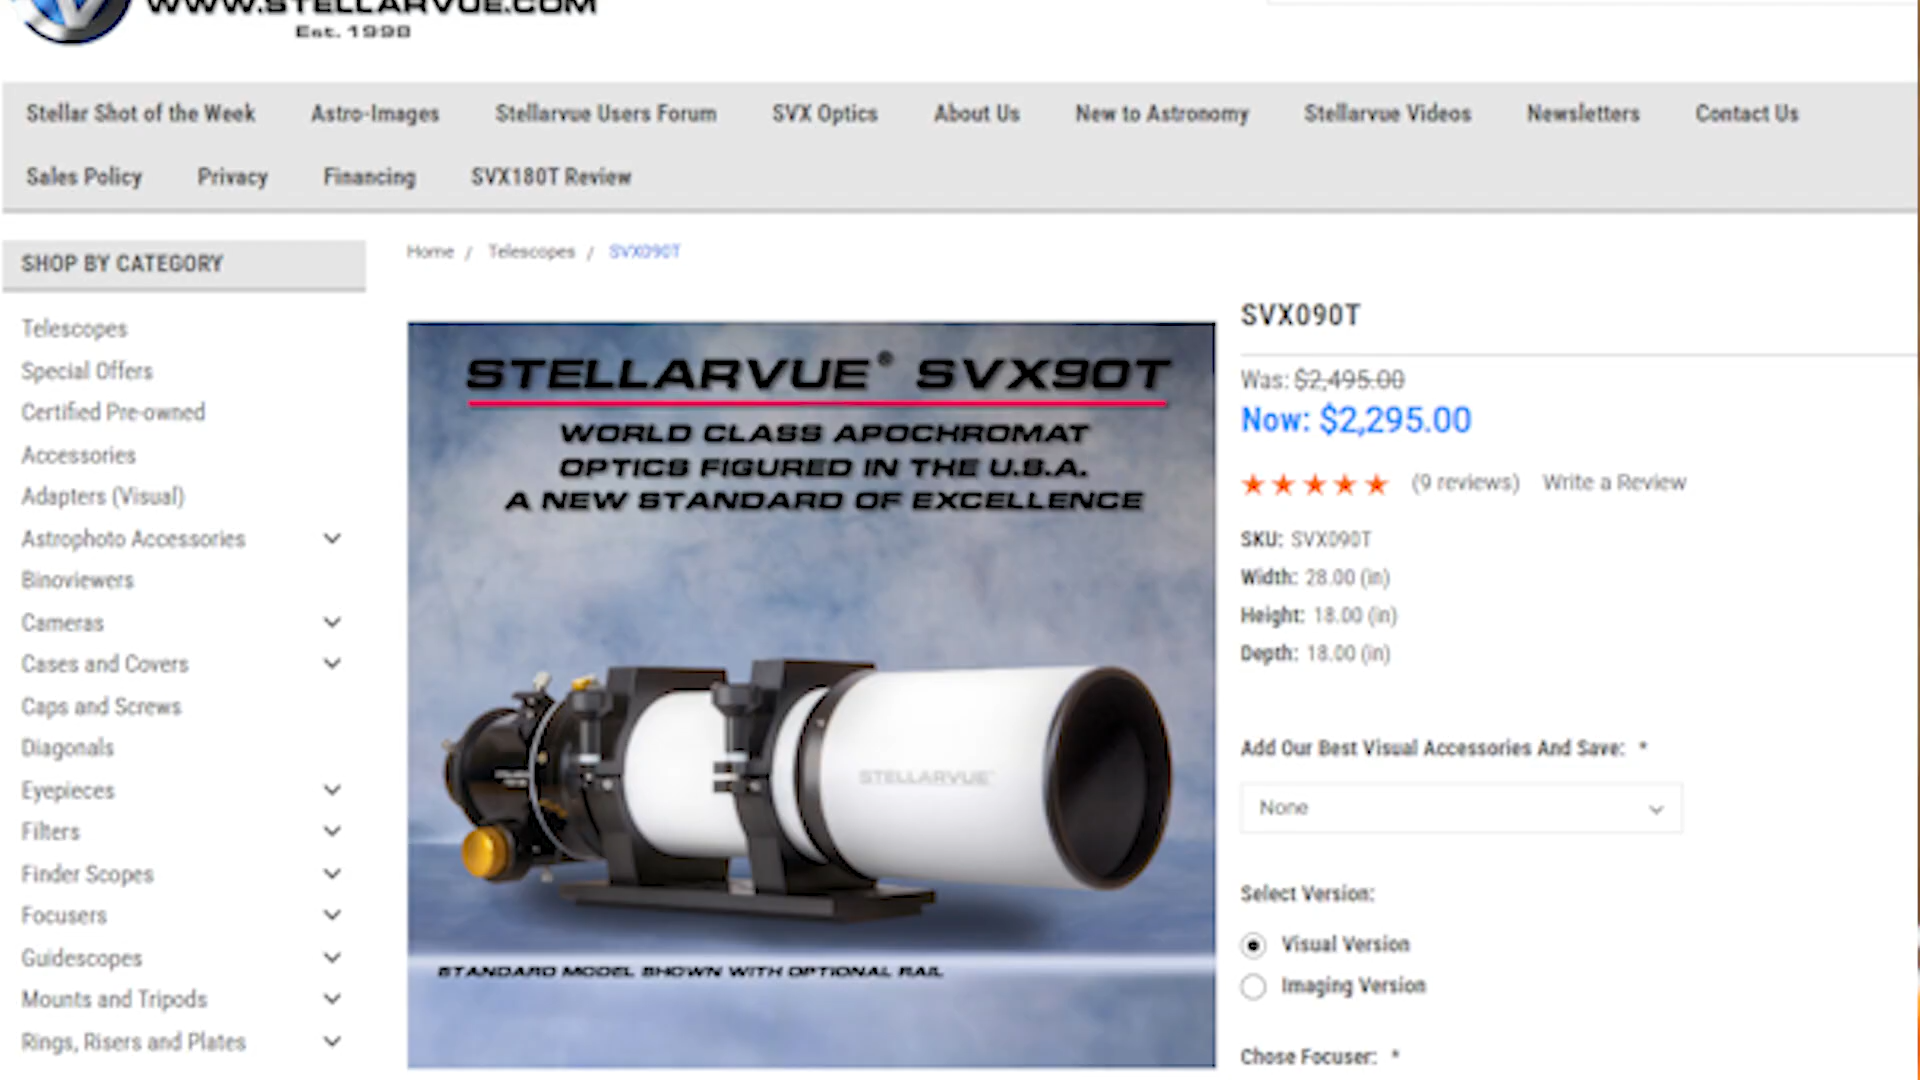 WWW.STELLARVUE.COM
Est. 1998
Stellar Shot of the Week Astro-Images Stellarvue Users Forum SVX Optics About Us New to Astronomy Stellarvue Videos Newsletters Contact Us
Sales Policy Privacy Financing SVX180T Review
SHOP BY CATEGORY
Telescopes
Special Offers
Certified Pre-owned
Accessories
Adapters (Visual)
Astrophoto Accessories
Binoviewers
Cameras
Cases and Covers
Caps and Screws
Diagonals
Eyepieces
Filters
Finder Scopes
Focusers
Guidescopes
Mounts and Tripods
Rings, Risers and Plates
Home / Telescopes / SVX090T
STELLARVUE® SVX90T
WORLD CLASS APOCHROMAT
OPTICS FIGURED IN THE U.S.A.
A NEW STANDARD OF EXCELLENCE
STELLARVUE
STANDARD MODEL SHOWN WITH OPTIONAL RAIL
SVX090T
Was: $2,495.00
Now: $2,295.00
(9 reviews) Write a Review
SKU: SVX090T
Width: 28.00 (in)
Height: 18.00 (in)
Depth: 18.00 (in)
Add Our Best Visual Accessories And Save: *
None
Select Version:
Visual Version
Imaging Version
Chose Focuser: *